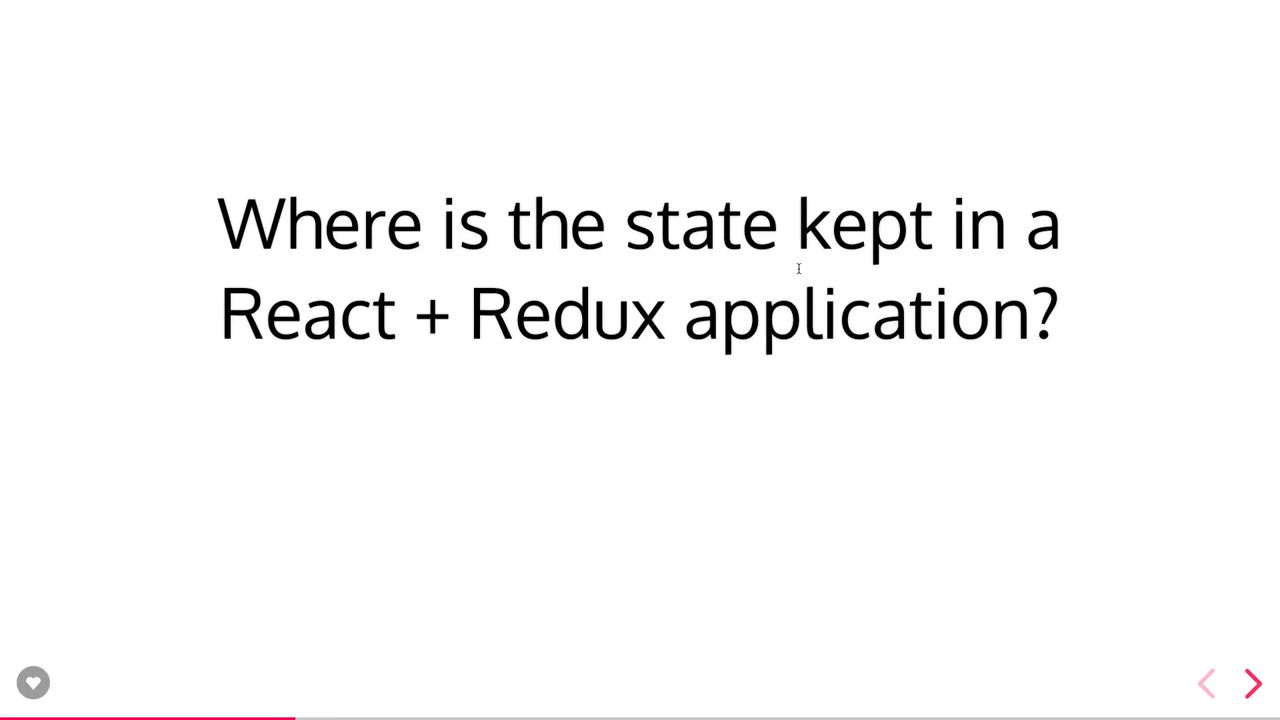 Where is the state kept in a
React + Redux application?